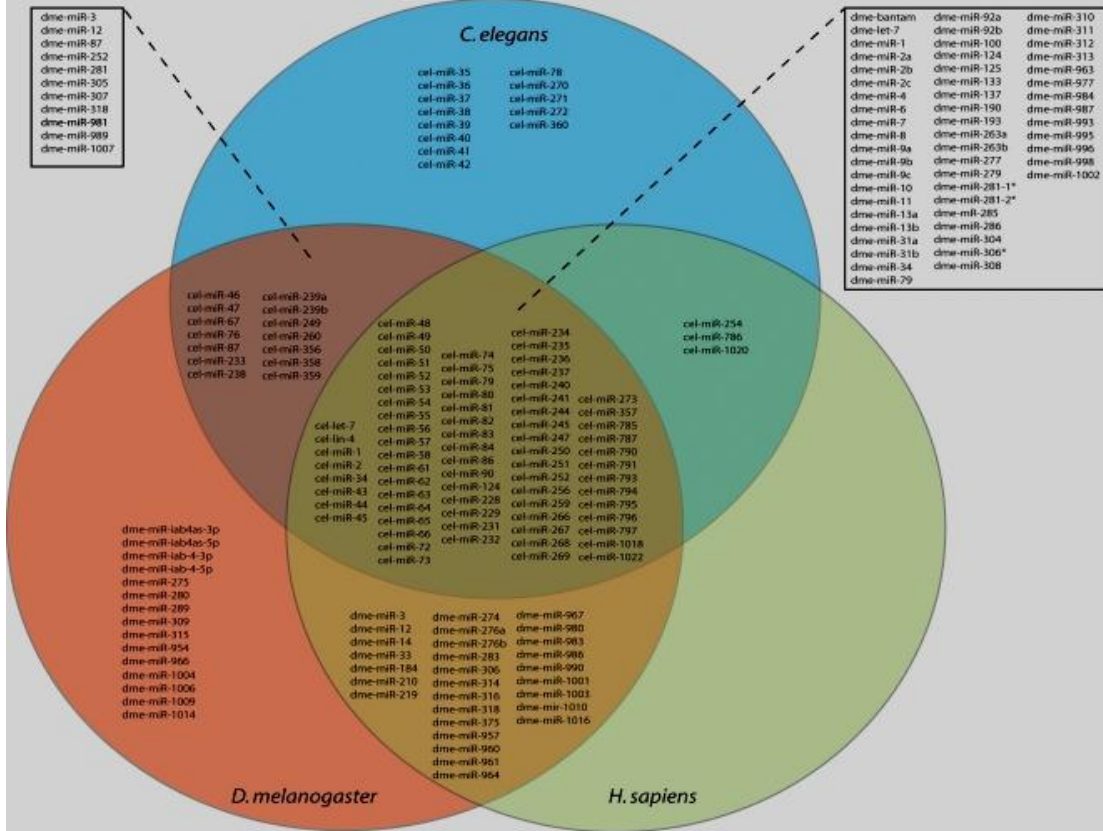 dme-miR-3
dme-miR-12
dme-miR-87
dme-miR-252
dme-miR-281
dme-miR-305
dme-miR-307
dme-miR-318
dme-miR-981
dme-miR-989
dme-miR-1007
C. elegans
cel-miR-35
cel-miR-36
cel-miR-37
cel-miR-38
cel-miR-39
cel-miR-40
cel-miR-41
cel-miR-42
cel-miR-78
cel-miR-270
cel-miR-271
cel-miR-272
cel-miR-360
dme-bantam
dme-let-7
dme-miR-1
dme-miR-2a
dme-miR-2b
dme-miR-2c
dme-miR-4
dme-miR-6
dme-miR-7
dme-miR-8
dme-miR-9a
dme-miR-9b
dme-miR-9c
dme-miR-10
dme-miR-11
dme-miR-13a
dme-miR-13b
dme-miR-31a
dme-miR-31b
dme-miR-34
dme-miR-79
dme-miR-92a
dme-miR-92b
dme-miR-100
dme-miR-124
dme-miR-125
dme-miR-133
dme-miR-137
dme-miR-190
dme-miR-193
dme-miR-263a
dme-miR-263b
dme-miR-277
dme-miR-279
dme-miR-281-1*
dme-miR-281-2*
dme-mR-285
dme-miR-286
dme-miR-304
dme-miR-306*
dme-miR-308
dme-miR-310
dme-miR-311
dme-miR-312
dme-miR-313
dme-miR-963
dme-miR-977
dme-miR-984
dme-miR-987
dme-miR-993
dme-miR-995
dme-miR-996
dme-miR-998
dme-miR-1002
cel-miR-46
cel-miR-47
cel-miR-67
cel-miR-76
cel-miR-87
cel-miR-233
cel-miR-238
cel-miR-239a
cel-miR-239b
cel-miR-249
cel-miR-260
cel-miR-356
cel-miR-358
cel-miR-359
cel-let-7
cel-lin-4
cel-miR-1
cel-miR-2
cel-miR-34
cel-miR-43
cel-miR-44
cel-miR-45
cel-miR-48
cel-miR-49
cel-miR-50
cel-miR-51
cel-miR-52
cel-miR-53
cel-miR-54
cel-miR-55
cel-miR-56
cel-miR-57
cel-miR-58
cel-miR-61
cel-miR-62
cel-miR-63
cel-miR-64
cel-miR-65
cel-miR-66
cel-miR-72
cel-miR-73
cel-miR-74
cel-miR-75
cel-miR-79
cel-miR-80
cel-miR-81
cel-miR-82
cel-miR-83
cel-miR-84
cel-miR-86
cel-miR-90
cel-miR-124
cel-miR-228
cel-miR-229
cel-miR-231
cel-miR-232
cel-miR-234
cel-miR-235
cel-miR-236
cel-miR-237
cel-miR-240
cel-miR-241
cel-miR-244
cel-miR-245
cel-miR-247
cel-miR-250
cel-miR-251
cel-miR-252
cel-miR-256
cel-miR-259
cel-miR-266
cel-miR-267
cel-miR-268
cel-miR-269
cel-miR-273
cel-miR-357
cel-miR-785
cel-miR-787
cel-miR-790
cel-miR-791
cel-miR-793
cel-miR-794
cel-miR-795
cel-miR-796
cel-miR-797
cel-miR-1018
cel-miR-1022
cel-miR-254
cel-miR-786
cel-miR-1020
dme-miR-iab4as-3p
dme-miR-iab4as-5p
dme-miR-iab-4-3p
dme-miR-iab-4-5p
dme-miR-275
dme-miR-280
dme-miR-289
dme-miR-309
dme-miR-315
dme-miR-954
dme-miR-966
dme-miR-1004
dme-miR-1006
dme-miR-1009
dme-miR-1014
dme-miR-3
dme-miR-12
dme-miR-14
dme-miR-33
dme-miR-184
dme-miR-210
dme-miR-219
dme-miR-274
dme-miR-276a
dme-miR-276b
dme-miR-283
dme-miR-306
dme-miR-314
dme-miR-316
dme-miR-318
dme-miR-375
dme-miR-957
dme-miR-960
dme-miR-961
dme-miR-964
dme-miR-967
dme-miR-980
dme-miR-983
dme-miR-986
dme-miR-990
dme-miR-1001
dme-miR-1003
dme-mir-1010
dme-miR-1016
D. melanogaster
H. sapiens